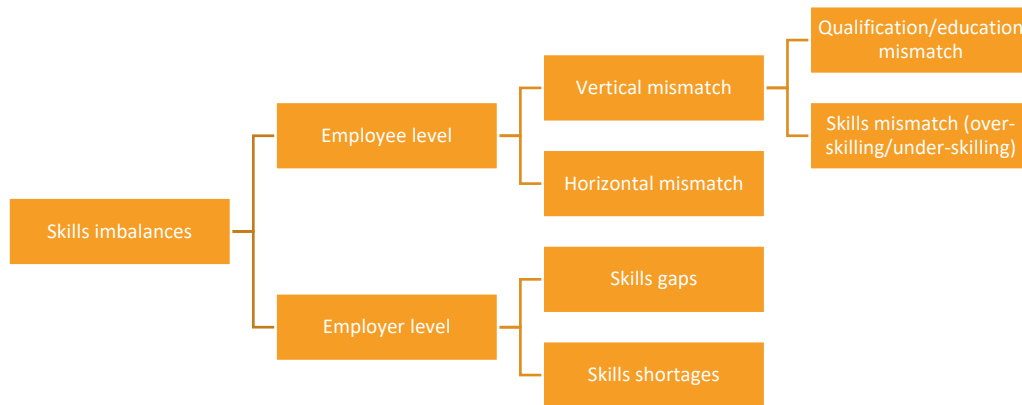 Qualification/education
mismatch
Vertical mismatch
Skills mismatch (over-
skilling/under-skilling)
Employee level
Horizontal mismatch
Skills imbalances
Skills gaps
Employer level
Skills shortages